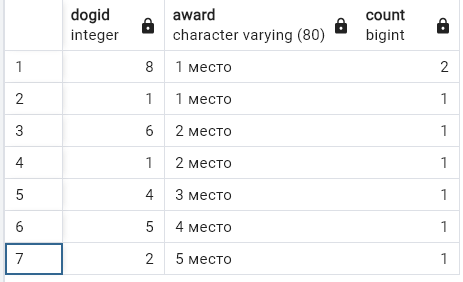 dogid award count
integer character varying (80) bigint
1 8 1 место 2
2 1 1 место 1
3 6 2 место 1
4 1 2 место 1
5 4 3 место 1
6 5 4 место 1
7 2 5 место 1